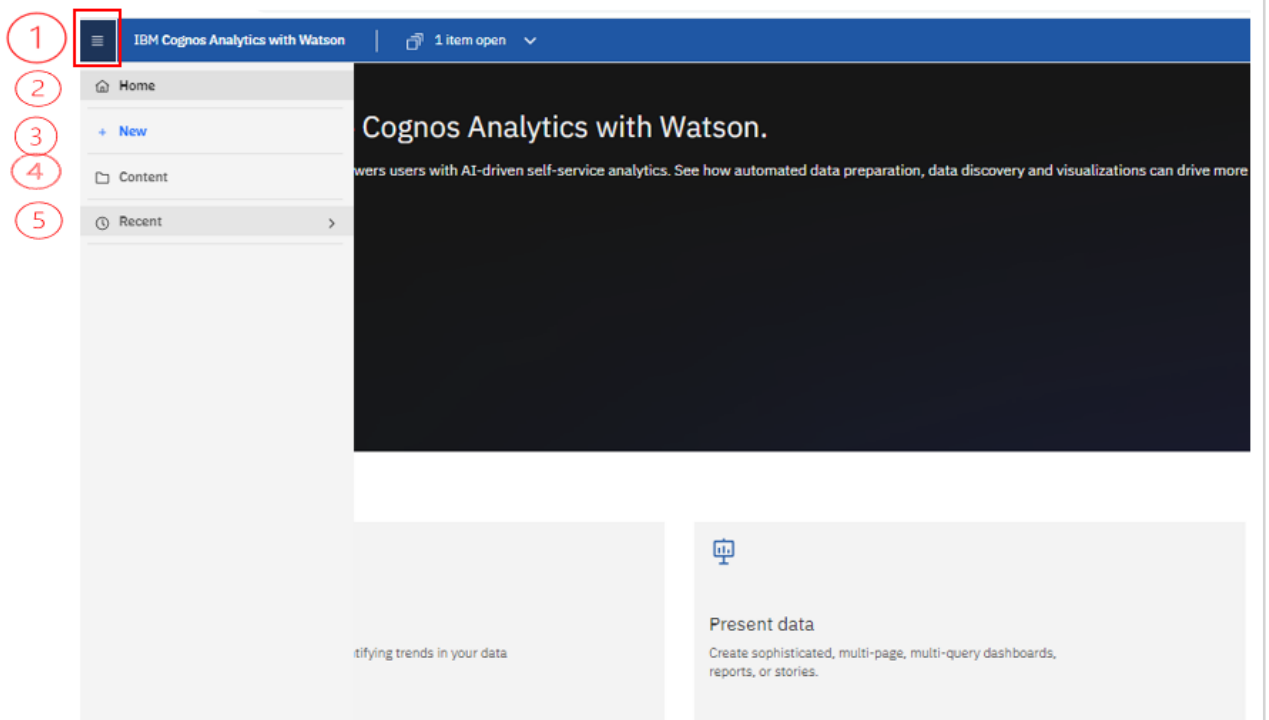 1
IBM Cognos Analytics with Watson
1 item open
2
Home
3
+ New
Cognos Analytics with Watson.
4
Content
wers users with AI-driven self-service analytics. See how automated data preparation, data discovery and visualizations can drive more
5
Recent
Present data
tifying trends in your data
Create sophisticated, multi-page, multi-query dashboards,
reports, or stories.